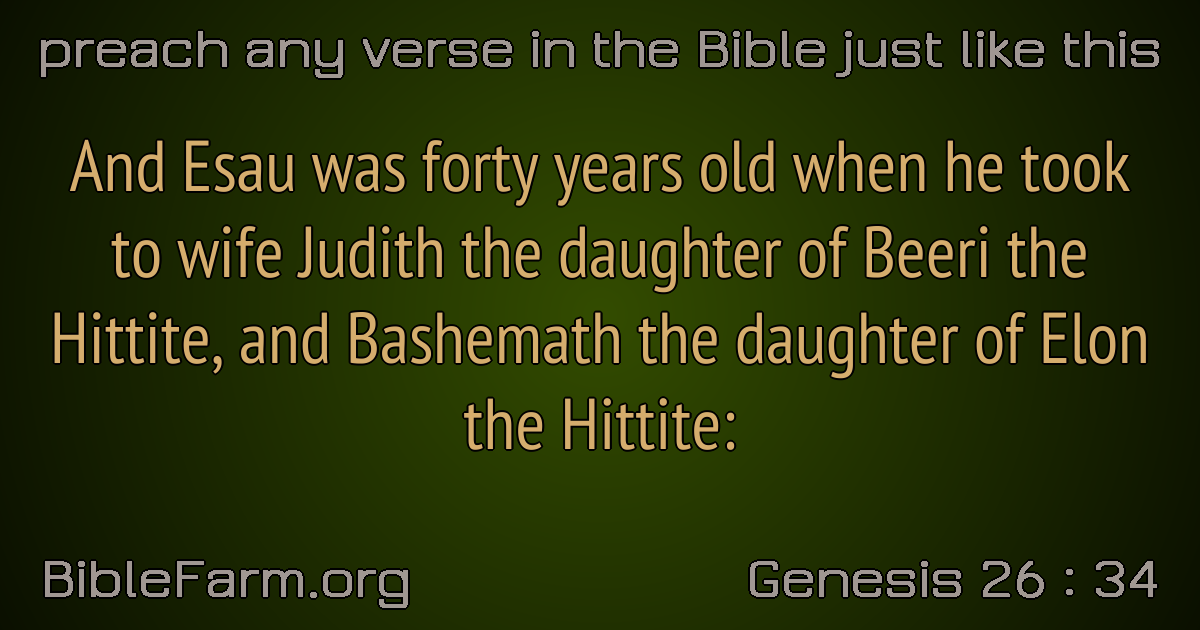 preach any verse in the Bible just like this
And Esau was forty years old when he took
to wife Judith the daughter of Beeri the
Hittite, and Bashemath the daughter of Elon
the Hittite:
BibleFarm.org
Genesis 26 : 34